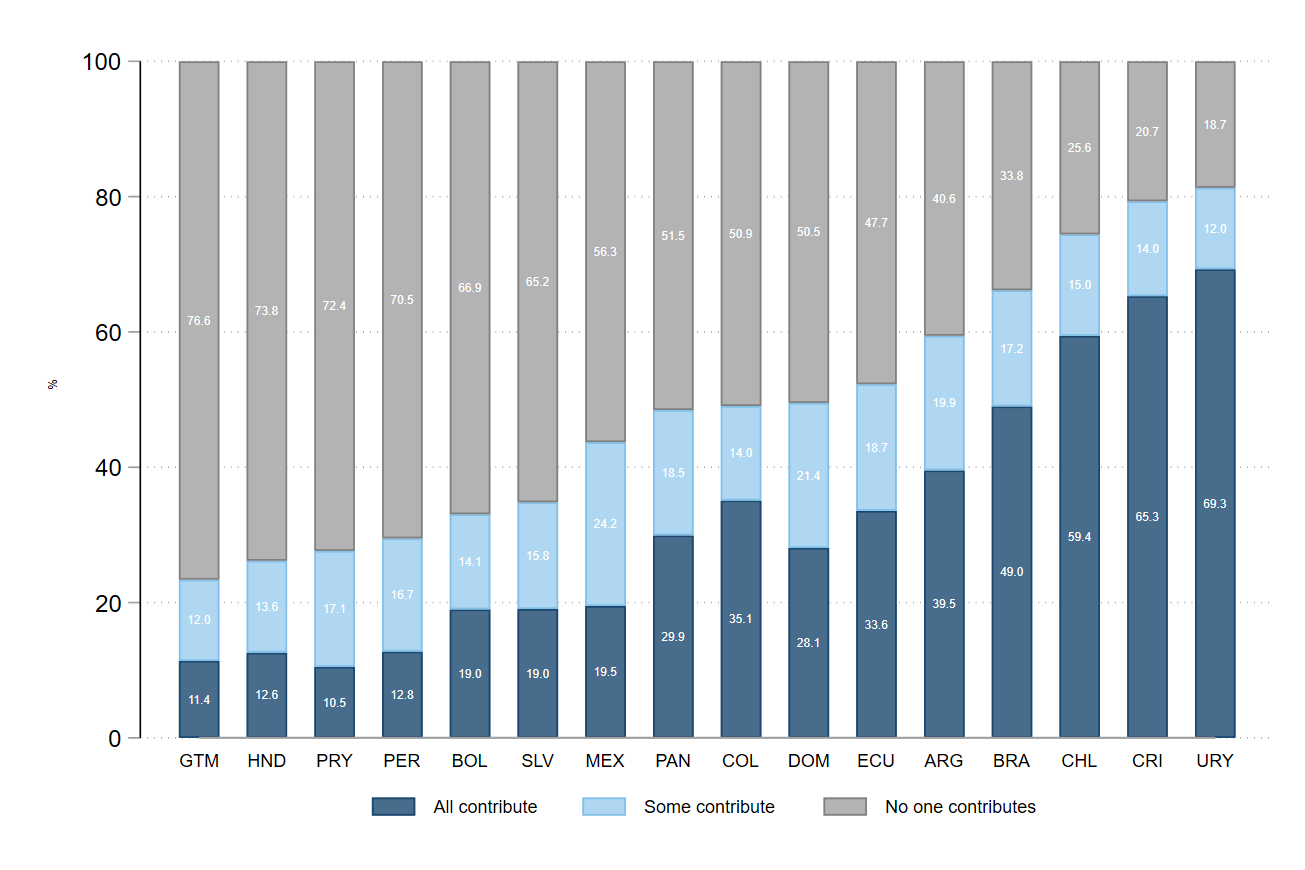 100
80
60
40
20
0
%
76.6 73.8 72.4 70.5 66.9 65.2 56.3 51.5 50.9 50.5 47.7 40.6 33.8 25.6 20.7 18.7
12.0 13.6 17.1 16.7 14.1 15.8 24.2 18.5 14.0 21.4 18.7 19.9 17.2 15.0 14.0 12.0
11.4 12.6 10.5 12.8 19.0 19.0 19.5 29.9 35.1 28.1 33.6 39.5 49.0 59.4 65.3 69.3
GTM HND PRY PER BOL SLV MEX PAN COL DOM ECU ARG BRA CHL CRI URY
All contribute Some contribute No one contributes